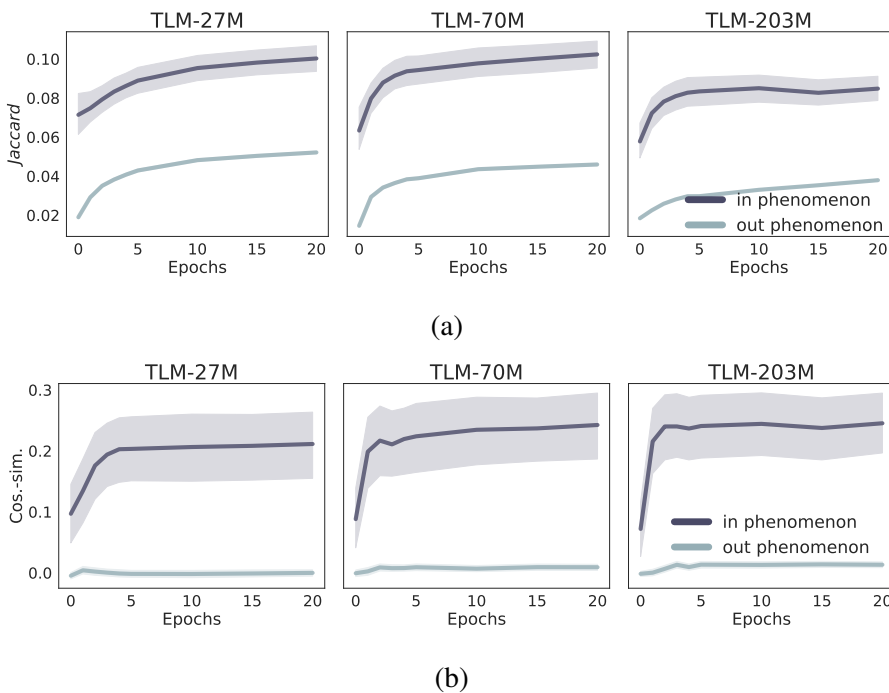 TLM-27M TLM-70M TLM-203M
0.10
0.08
0.06
0.04
0.02
Jaccard
in phenomenon
out phenomenon
0 5 10 15 20 0 5 10 15 20 0 5 10 15 20
Epochs Epochs Epochs
(a)
TLM-27M TLM-70M TLM-203M
0.3
0.2
0.1
0.0
Cos.-sim.
in phenomenon
out phenomenon
0 5 10 15 20 0 5 10 15 20 0 5 10 15 20
Epochs Epochs Epochs
(b)